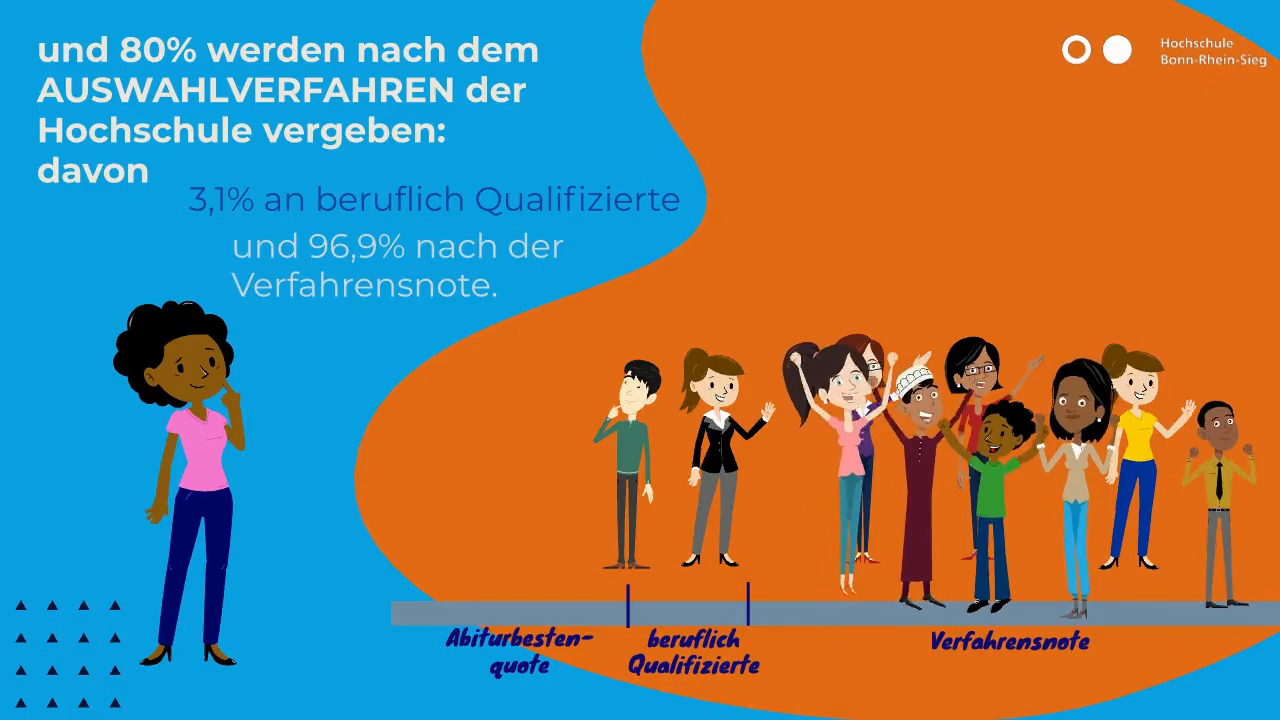 und 80% werden nach dem
AUSWAHLVERFAHREN der
Hochschule vergeben:
davon
3,1% an beruflich Qualifizierte
und 96,9% nach der
Verfahrensnote.
Hochschule
Bonn-Rhein-Sieg
Abiturbesten-
quote
beruflich
Qualifizierte
Verfahrensnote